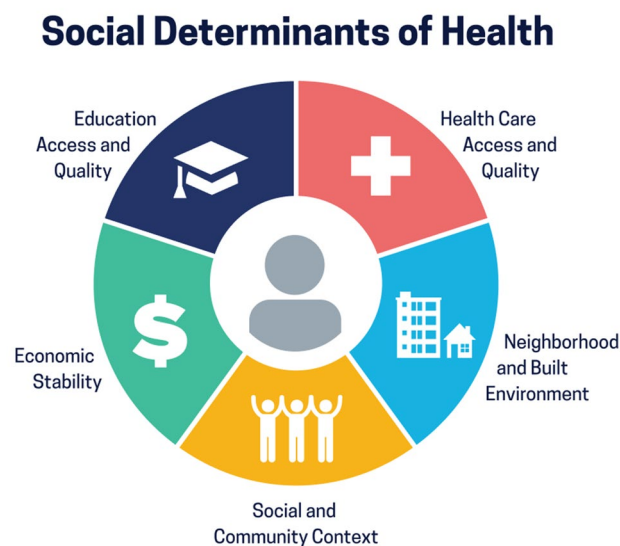 Social Determinants of Health
Education
Access and
Quality
Health Care
Access and
Quality
Economic
Stability
Neighborhood
and Built
Environment
$
Social and
Community Context